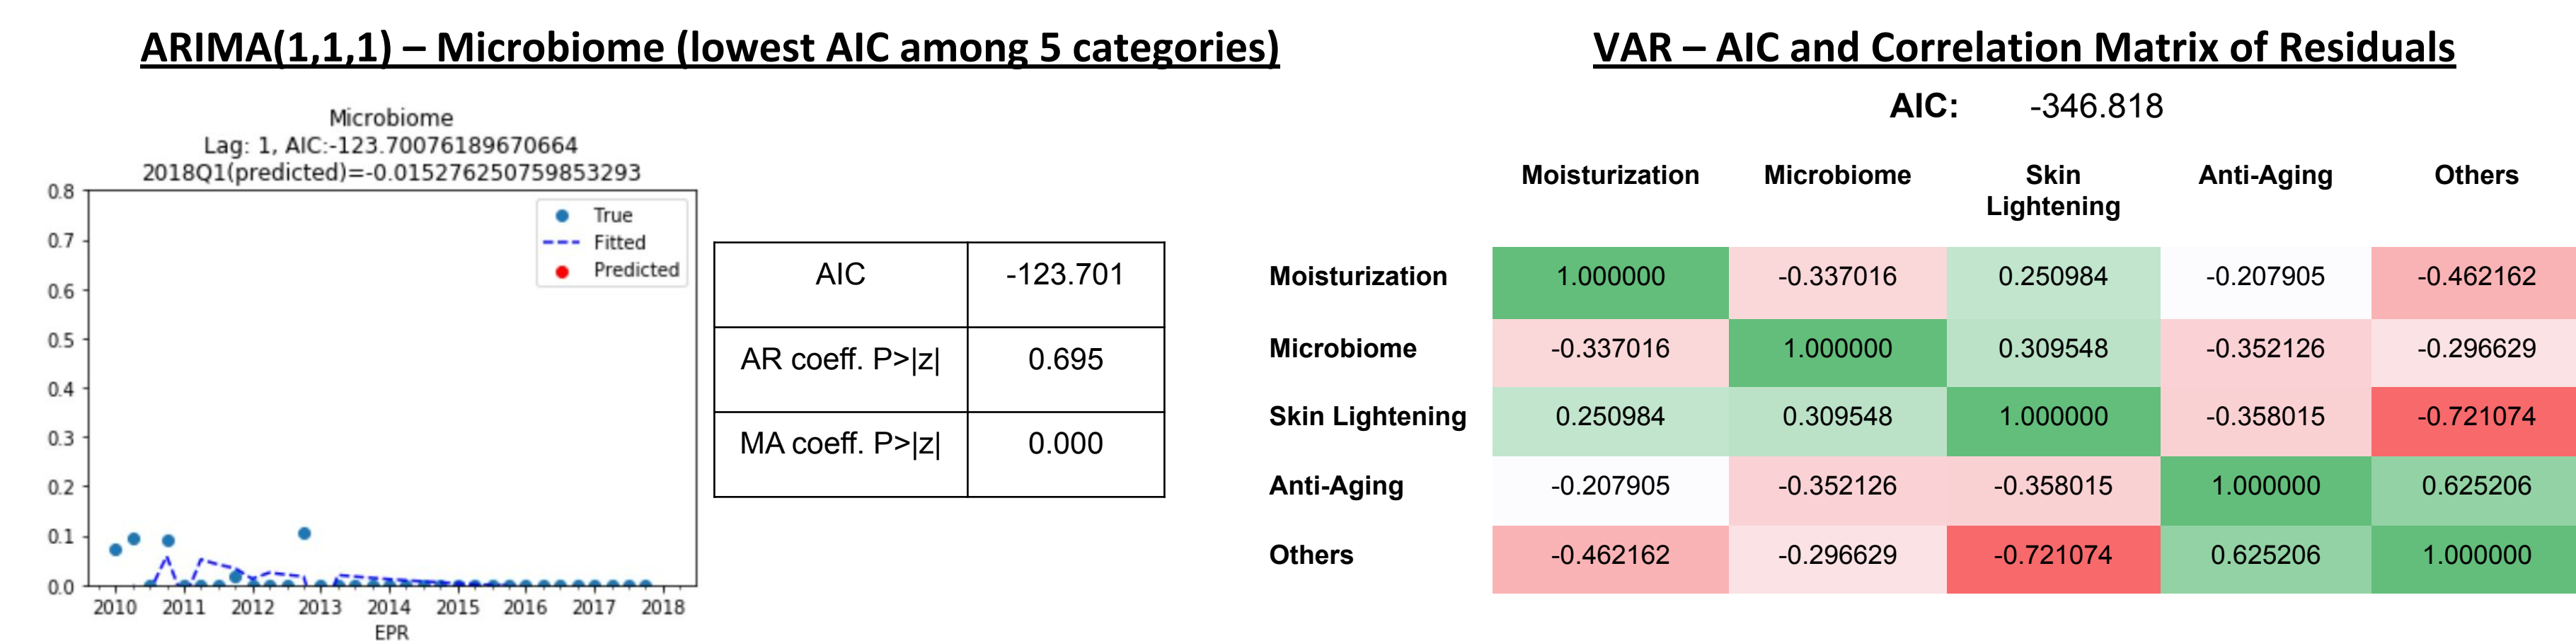 ARIMA(1,1,1) – Microbiome (lowest AIC among 5 categories)
Microbiome
Lag: 1, AIC:-123.70076189670664
2018Q1(predicted)=-0.015276250759853293
0.8
0.7
0.6
0.5
0.4
0.3
0.2
0.1
0.0
True
Fitted
Predicted
2010 2011 2012 2013 2014 2015 2016 2017 2018
EPR
AIC -123.701
AR coeff. P>|z| 0.695
MA coeff. P>|z| 0.000
VAR – AIC and Correlation Matrix of Residuals
AIC: -346.818
Moisturization Microbiome Skin Lightening Anti-Aging Others
Moisturization 1.000000 -0.337016 0.250984 -0.207905 -0.462162
Microbiome -0.337016 1.000000 0.309548 -0.352126 -0.296629
Skin Lightening 0.250984 0.309548 1.000000 -0.358015 -0.721074
Anti-Aging -0.207905 -0.352126 -0.358015 1.000000 0.625206
Others -0.462162 -0.296629 -0.721074 0.625206 1.000000